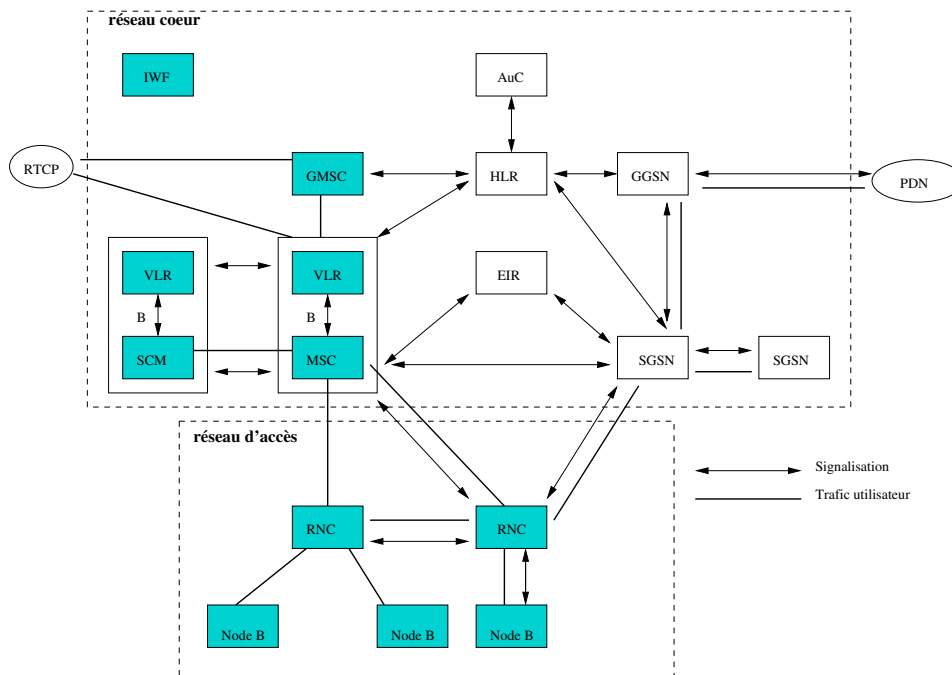 réseau coeur
IWF
AuC
RTCP
GMSC
HLR
GGSN
PDN
VLR
VLR
EIR
B
B
SCM
MSC
SGSN
SGSN
réseau d'accès
Signalisation
Trafic utilisateur
RNC
RNC
Node B
Node B
Node B